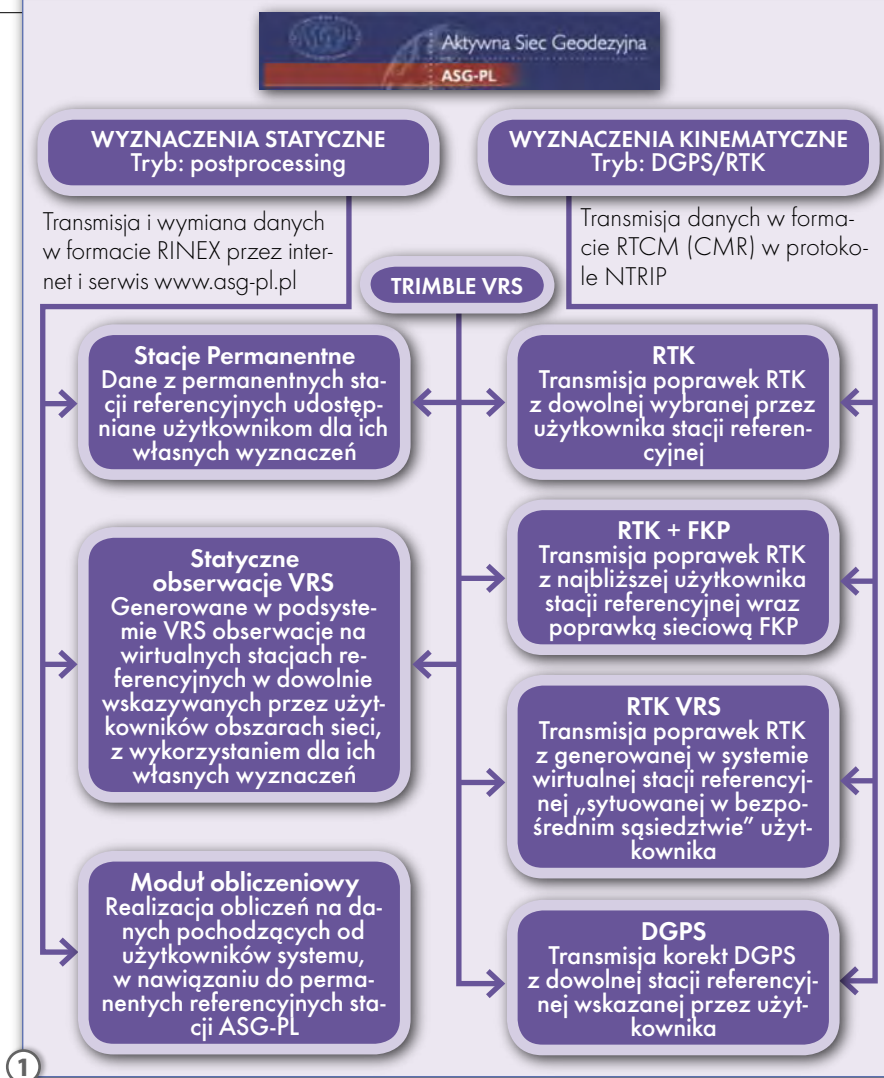 Aktywna Siec Geodezyjna
ASG-PL
WYZNACZENIA STATYCZNE
Tryb: postprocessing
Transmisja i wymiana danych
w formacie RINEX przez inter-
net i serwis www.asg-pl.pl
WYZNACZENIA KINEMATYCZNE
Tryb: DGPS/RTK
Transmisja danych w forma-
cie RTCM (CMR) w protoko-
le NTRIP
TRIMBLE VRS
Stacje Permanentne
Dane z permanentnych sta-
cji referencyjnych udostęp-
niane użytkownikom dla ich
własnych wyznaczeń
Statyczne
obserwacje VRS
Generowane w podsyste-
mie VRS obserwacje na
wirtualnych stacjach re-
ferencyjnych w dowolnie
wskazywanych przez użyt-
kowników obszarach sieci,
z wykorzystaniem dla ich
własnych wyznaczeń
Moduł obliczeniowy
Realizacja obliczeń na da-
nych pochodzących od
użytkowników systemu,
w nawiązaniu do perma-
nentych referencyjnych sta-
cji ASG-PL
RTK
Transmisja poprawek RTK
z dowolnej wybranej przez
użytkownika stacji referen-
cyjnej
RTK + FKP
Transmisja poprawek RTK
z najbliższej użytkownika
stacji referencyjnej wraz
poprawką sieciową FKP
RTK VRS
Transmisja poprawek RTK
z generowanej w systemie
wirtualnej stacji referencyj-
nej „sytuowanej w bezpo-
średnim sąsiedztwie” użyt-
kownika
DGPS
Transmisja korekt DGPS
z dowolnej stacji referencyj-
nej wskazanej przez użyt-
kownika
1